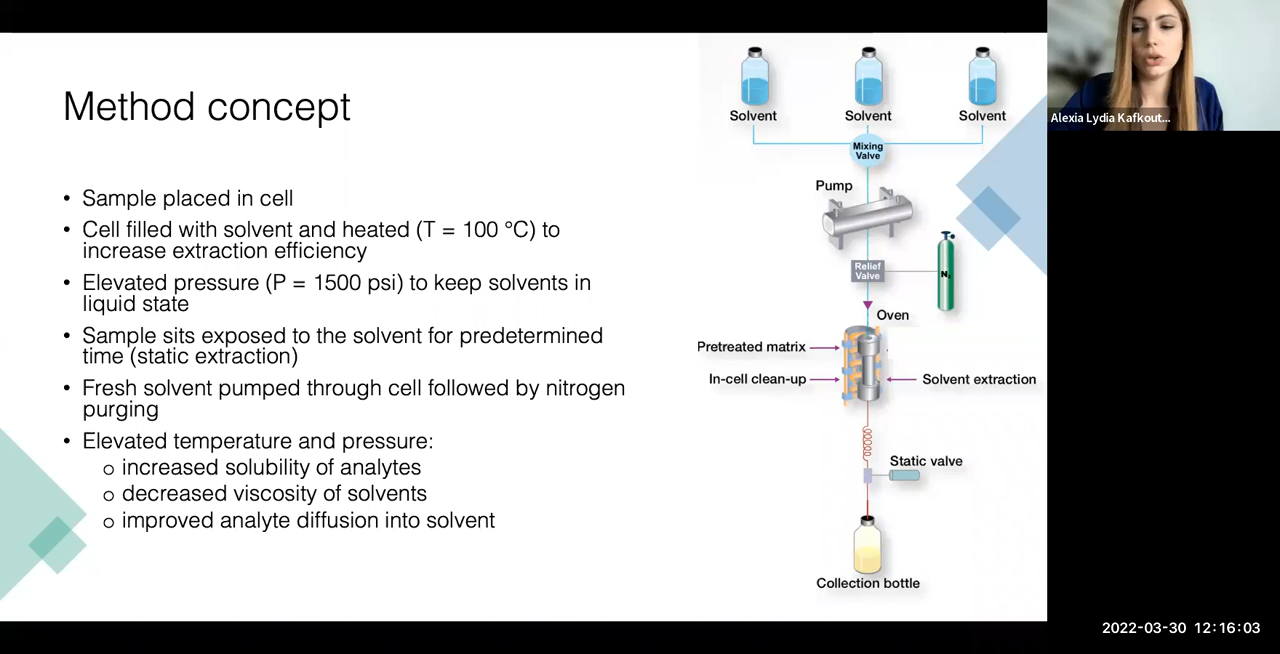 Method concept
• Sample placed in cell
• Cell filled with solvent and heated (T = 100 °C) to
increase extraction efficiency
• Elevated pressure (P = 1500 psi) to keep solvents in
liquid state
• Sample sits exposed to the solvent for predetermined
time (static extraction)
• Fresh solvent pumped through cell followed by nitrogen
purging
• Elevated temperature and pressure:
o increased solubility of analytes
o decreased viscosity of solvents
o improved analyte diffusion into solvent
Solvent
Solvent
Solvent
Mixing
Valve
Pump
Relief
Valve
N₂
Oven
Pretreated matrix
In-cell clean-up
Solvent extraction
Static valve
Collection bottle
Alexia Lydia Kafkout...
2022-03-30 12:16:03